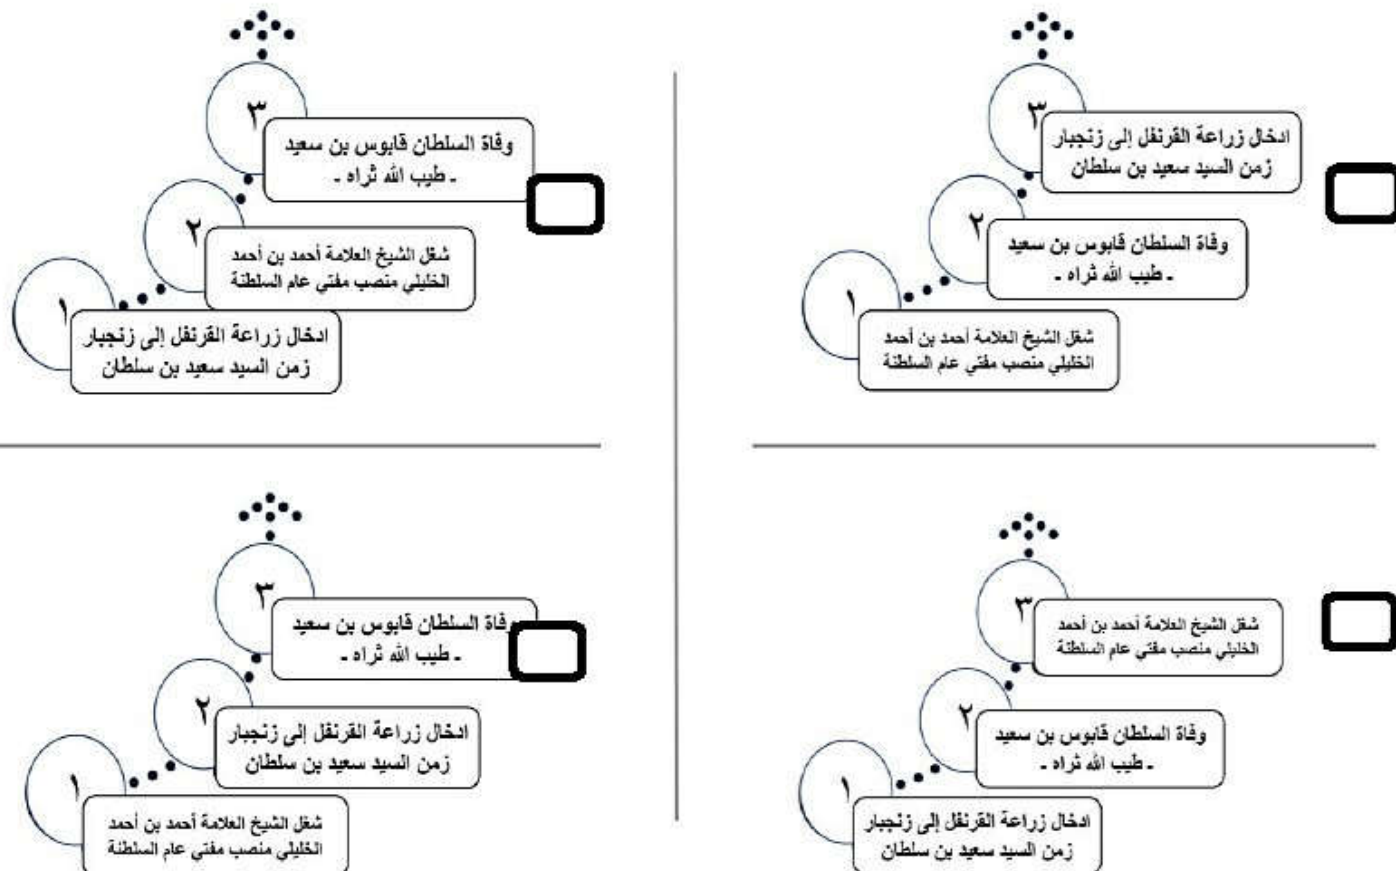 ٣
ادخال زراعة القرنفل إلى زنجبار
زمن السيد سعيد بن سلطان
٢
وفاة السلطان قابوس بن سعيد
ـ طيب الله ثراه ـ
١
شغل الشيخ العلامة أحمد بن أحمد
الخليلي منصب مفتي عام السلطنة
٣
وفاة السلطان قابوس بن سعيد
ـ طيب الله ثراه ـ
٢
شغل الشيخ العلامة أحمد بن أحمد
الخليلي منصب مفتي عام السلطنة
١
ادخال زراعة القرنفل إلى زنجبار
زمن السيد سعيد بن سلطان
٣
شغل الشيخ العلامة أحمد بن أحمد
الخليلي منصب مفتي عام السلطنة
٢
وفاة السلطان قابوس بن سعيد
ـ طيب الله ثراه ـ
١
ادخال زراعة القرنفل إلى زنجبار
زمن السيد سعيد بن سلطان
٣
وفاة السلطان قابوس بن سعيد
ـ طيب الله ثراه ـ
٢
ادخال زراعة القرنفل إلى زنجبار
زمن السيد سعيد بن سلطان
١
شغل الشيخ العلامة أحمد بن أحمد
الخليلي منصب مفتي عام السلطنة